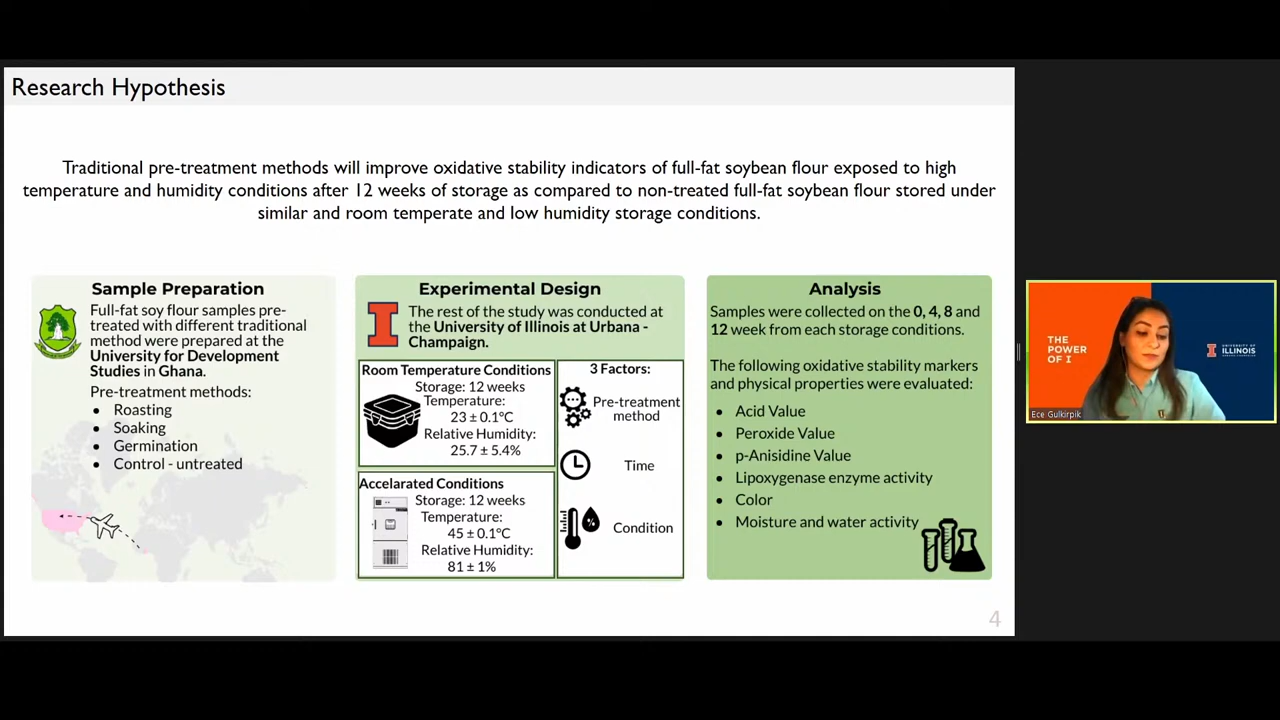 Research Hypothesis
Traditional pre-treatment methods will improve oxidative stability indicators of full-fat soybean flour exposed to high
temperature and humidity conditions after 12 weeks of storage as compared to non-treated full-fat soybean flour stored under
similar and room temperate and low humidity storage conditions.
Sample Preparation
Full-fat soy flour samples pre-
treated with different traditional
method were prepared at the
University for Development
Studies in Ghana.
Pre-treatment methods:
• Roasting
• Soaking
• Germination
• Control - untreated
Experimental Design
The rest of the study was conducted at
the University of Illinois at Urbana -
Champaign.
Room Temperature Conditions
Storage: 12 weeks
Temperature:
23 ± 0.1°C
Relative Humidity:
25.7 ± 5.4%
Accelarated Conditions
Storage: 12 weeks
Temperature:
45 ± 0.1°C
Relative Humidity:
81 ± 1%
3 Factors:
Pre-treatment
method
Time
Condition
Analysis
Samples were collected on the 0, 4, 8 and
12 week from each storage conditions.
The following oxidative stability markers
and physical properties were evaluated:
• Acid Value
• Peroxide Value
• p-Anisidine Value
• Lipoxygenase enzyme activity
• Color
• Moisture and water activity
4
THE
POWER
OF I
I
ILLINOIS
Ece Gulkirpik